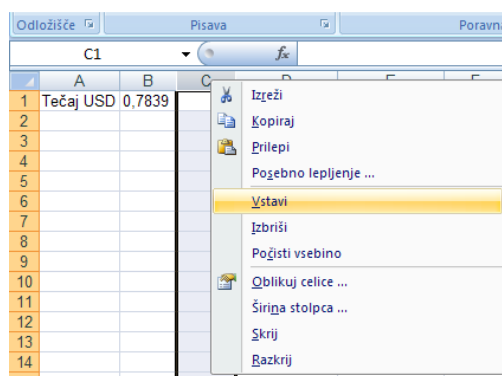 Odložišče Pisava Poravna
C1 fx
A B C D E F
1 Tečaj USD 0,7839
2
3
4
5
6
7
8
9
10
11
12
13
14
Izreži
Kopiraj
Prilepi
Posebno lepljenje ...
Vstavi
Izbriši
Počisti vsebino
Oblikuj celice ...
Širina stolpca ...
Skrij
Razkrij